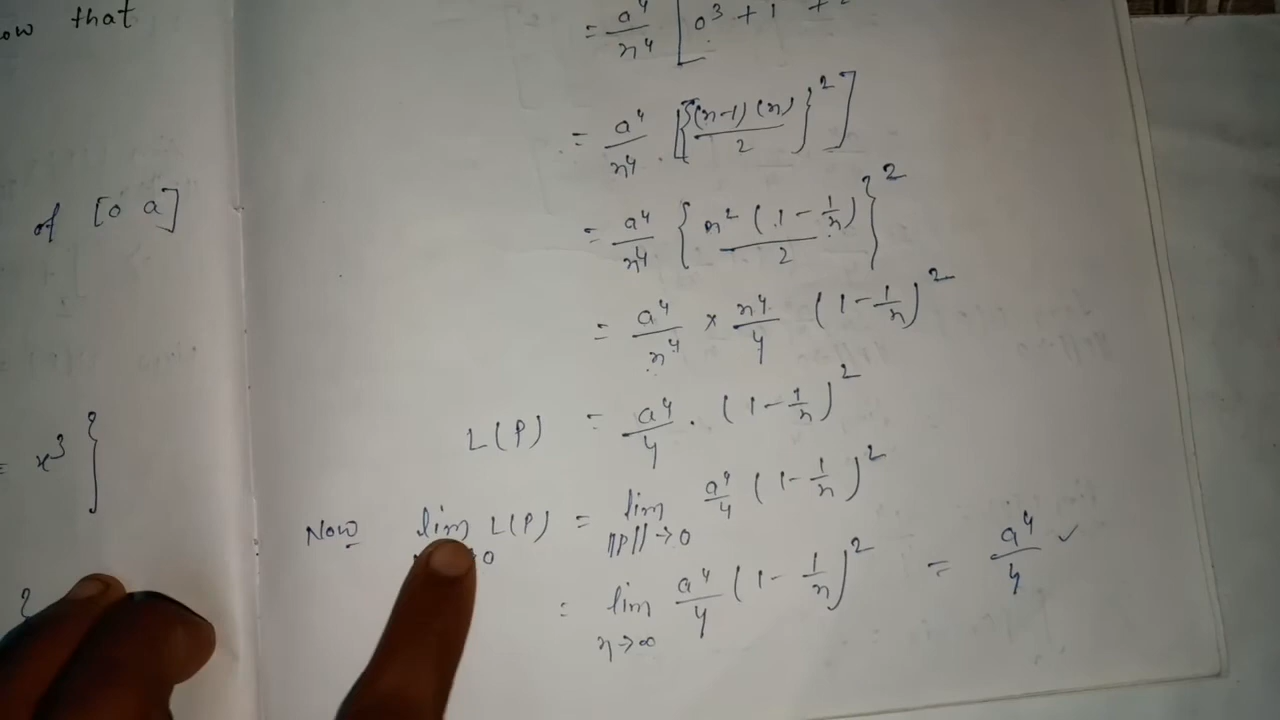 ow that
of [0 a]
= x³ }
= a⁴/n⁴ [0³ + 1 +
= a⁴/n⁴ . [{(n-1)(n)/2}²]
= a⁴/n⁴ {n² (1 - 1/n)/2}²
= a⁴/n⁴ × n⁴/4 (1 - 1/n)²
L(P) = a⁴/4 . (1 - 1/n)²
Now lim L(P) = lim ||P||→0 a⁴/4 (1 - 1/n)²
= lim n→∞ a⁴/4 (1 - 1/n)² = a⁴/4 ✓